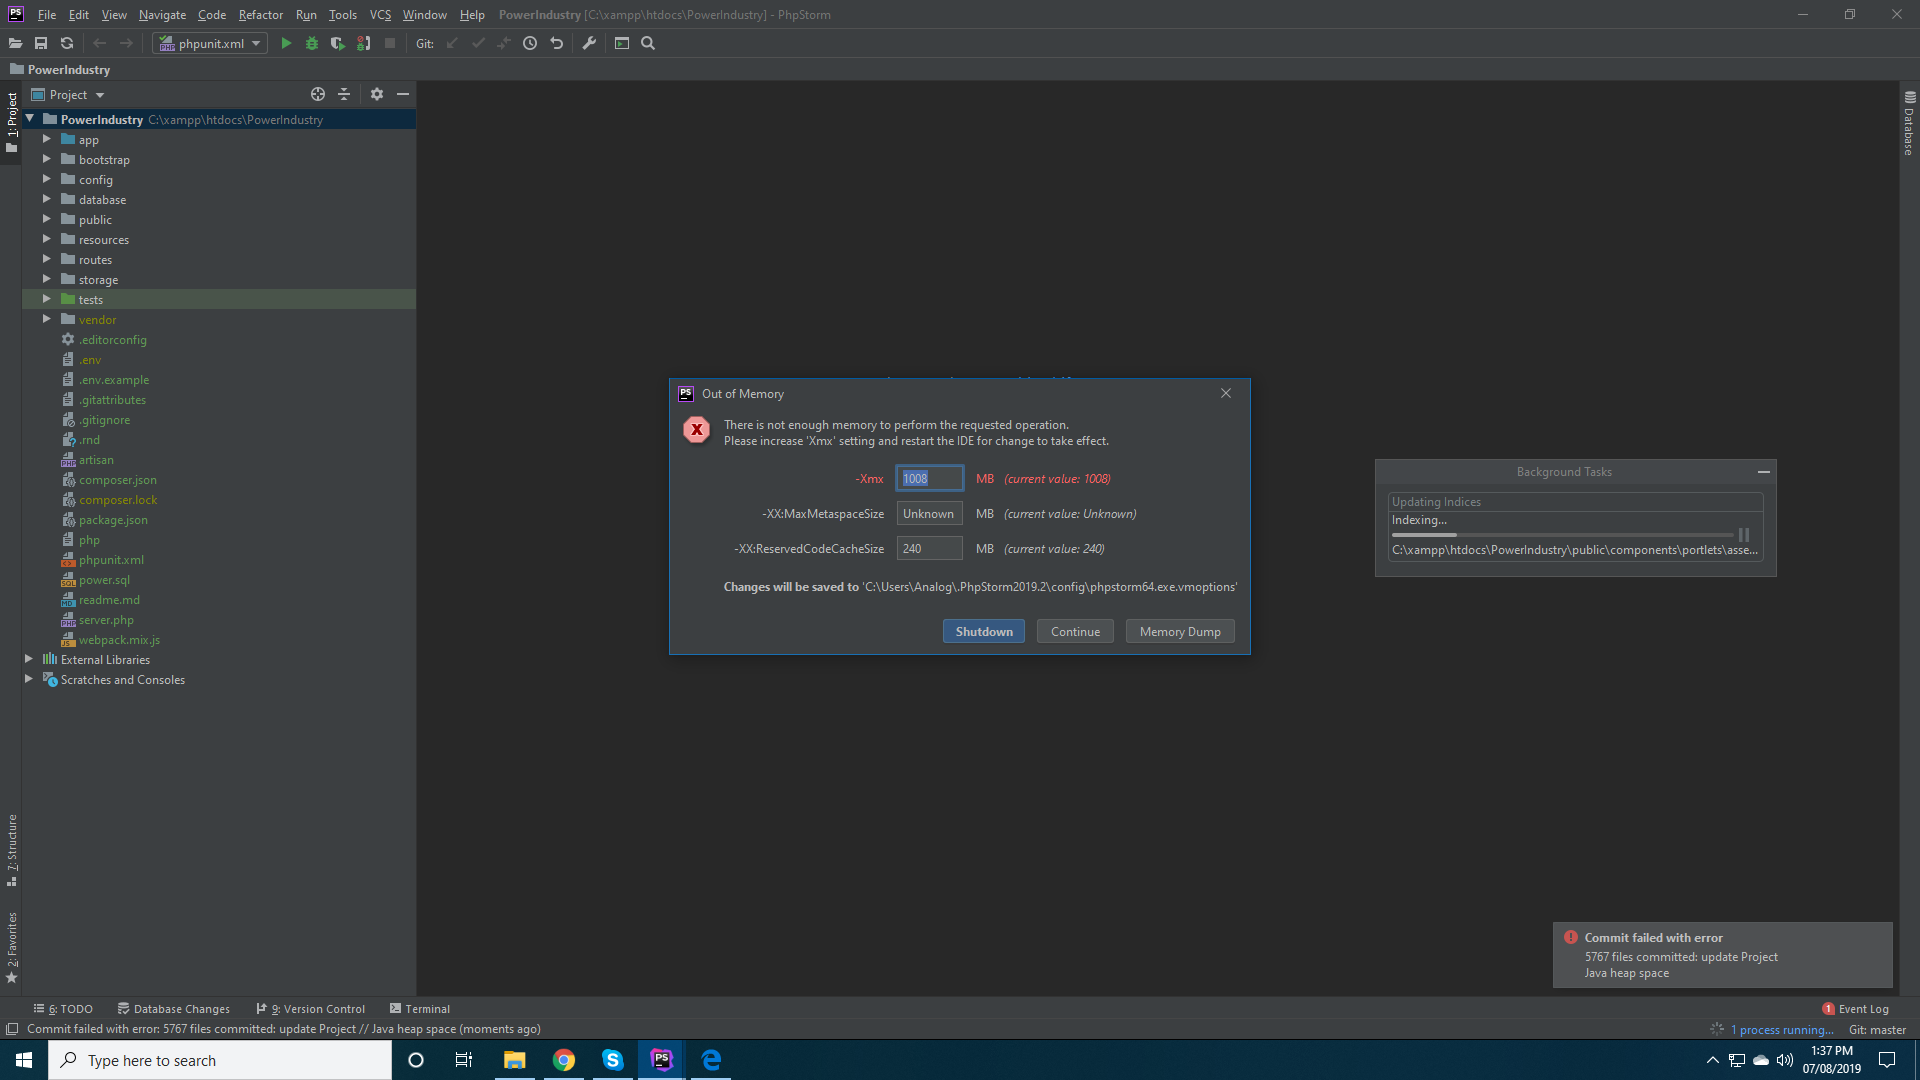 File Edit View Navigate Code Refactor Run Tools VCS Window Help PowerIndustry [C:\xampp\htdocs\PowerIndustry] - PhpStorm
phpunit.xml Git:
PowerIndustry
Project
1: Project
PowerIndustry C:\xampp\htdocs\PowerIndustry
app
bootstrap
config
database
public
resources
routes
storage
tests
vendor
.editorconfig
.env
.env.example
.gitattributes
.gitignore
.rnd
artisan
composer.json
composer.lock
package.json
php
phpunit.xml
power.sql
readme.md
server.php
webpack.mix.js
External Libraries
Scratches and Consoles
7: Structure
2: Favorites
Database
Out of Memory
There is not enough memory to perform the requested operation.
Please increase 'Xmx' setting and restart the IDE for change to take effect.
-Xmx 1008 MB (current value: 1008)
-XX:MaxMetaspaceSize Unknown MB (current value: Unknown)
-XX:ReservedCodeCacheSize 240 MB (current value: 240)
Changes will be saved to 'C:\Users\Analog\.PhpStorm2019.2\config\phpstorm64.exe.vmoptions'
Shutdown Continue Memory Dump
Background Tasks
Updating Indices
Indexing...
C:\xampp\htdocs\PowerIndustry\public\components\portlets\asse...
Commit failed with error
5767 files committed: update Project
Java heap space
6: TODO Database Changes 9: Version Control Terminal 1 Event Log
Commit failed with error: 5767 files committed: update Project // Java heap space (moments ago) 1 process running... Git: master
Type here to search
1:37 PM
07/08/2019